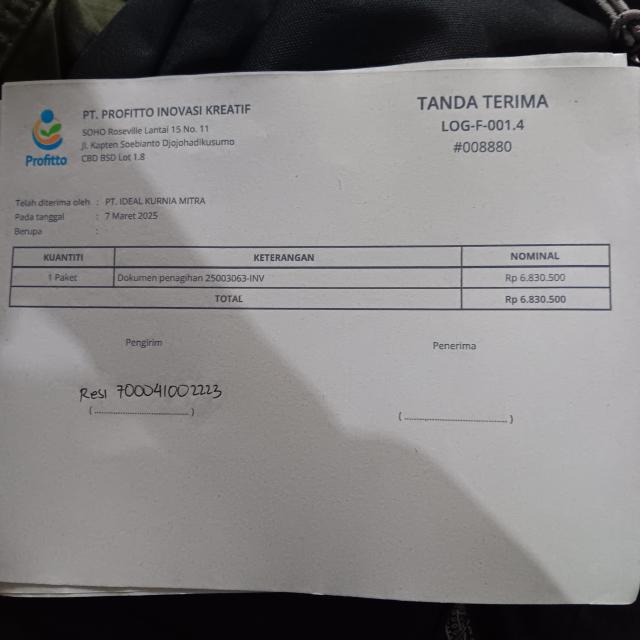 Profitto
PT. PROFITTO INOVASI KREATIF
SOHO Roseville Lantai 15 No. 11
Jl. Kapten Soebianto Djojohadikusumo
CBD BSD Lot 1.8
TANDA TERIMA
LOG-F-001.4
#008880
Telah diterima oleh : PT. IDEAL KURNIA MITRA
Pada tanggal : 7 Maret 2025
Berupa :
KUANTITI KETERANGAN NOMINAL
1 Paket Dokumen penagihan 25003063-INV Rp 6.830.500
TOTAL Rp 6.830.500
Pengirim Penerima
Resi 700041002223
(..............................) (..............................)